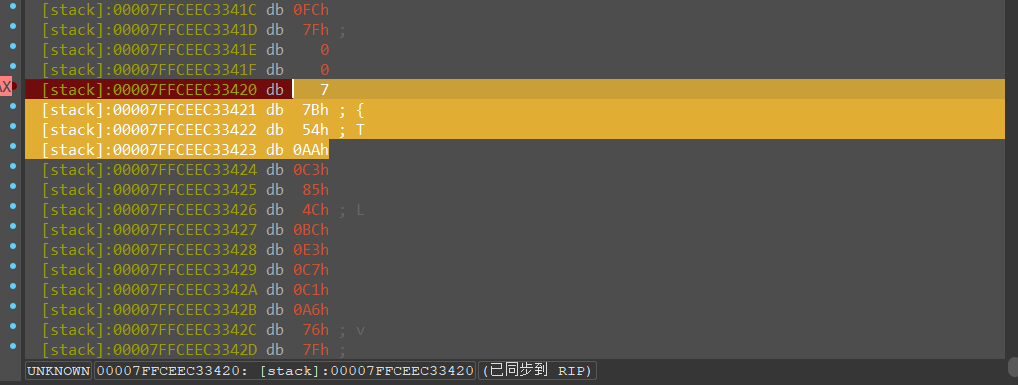 [stack]:00007FFCEEC3341C db 0FCh
[stack]:00007FFCEEC3341D db 7Fh ;
[stack]:00007FFCEEC3341E db 0
[stack]:00007FFCEEC3341F db 0
[stack]:00007FFCEEC33420 db 7
[stack]:00007FFCEEC33421 db 7Bh ; {
[stack]:00007FFCEEC33422 db 54h ; T
[stack]:00007FFCEEC33423 db 0AAh
[stack]:00007FFCEEC33424 db 0C3h
[stack]:00007FFCEEC33425 db 85h
[stack]:00007FFCEEC33426 db 4Ch ; L
[stack]:00007FFCEEC33427 db 0BCh
[stack]:00007FFCEEC33428 db 0E3h
[stack]:00007FFCEEC33429 db 0C7h
[stack]:00007FFCEEC3342A db 0C1h
[stack]:00007FFCEEC3342B db 0A6h
[stack]:00007FFCEEC3342C db 76h ; v
[stack]:00007FFCEEC3342D db 7Fh ;
UNKNOWN 00007FFCEEC33420: [stack]:00007FFCEEC33420 (已同步到 RIP)